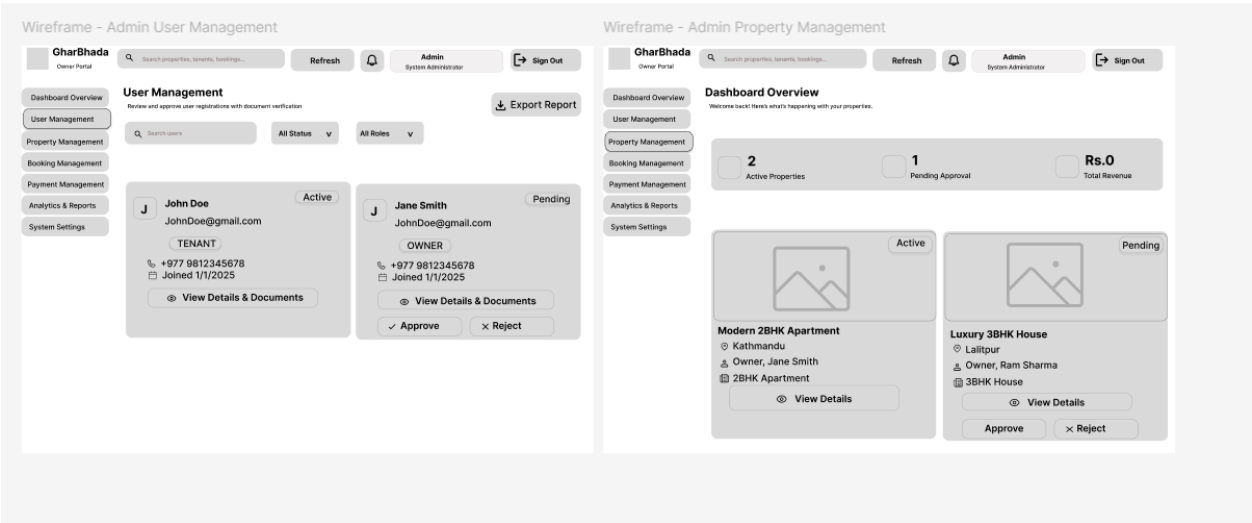 Wireframe - Admin User Management
GharBhada
Owner Portal
Search properties, tenants, bookings...
Refresh
Admin
System Administrator
Sign Out
Dashboard Overview
User Management
Property Management
Booking Management
Payment Management
Analytics & Reports
System Settings
User Management
Review and approve user registrations with document verification
Export Report
Search users
All Status v
All Roles v
J
John Doe
Active
JohnDoe@gmail.com
TENANT
+977 9812345678
Joined 1/1/2025
View Details & Documents
J
Jane Smith
Pending
JohnDoe@gmail.com
OWNER
+977 9812345678
Joined 1/1/2025
View Details & Documents
Approve
Reject
Wireframe - Admin Property Management
GharBhada
Owner Portal
Search properties, tenants, bookings...
Refresh
Admin
System Administrator
Sign Out
Dashboard Overview
User Management
Property Management
Booking Management
Payment Management
Analytics & Reports
System Settings
Dashboard Overview
Welcome back! Here's what's happening with your properties.
2
Active Properties
1
Pending Approval
Rs.0
Total Revenue
Active
Modern 2BHK Apartment
Kathmandu
Owner, Jane Smith
2BHK Apartment
View Details
Pending
Luxury 3BHK House
Lalitpur
Owner, Ram Sharma
3BHK House
View Details
Approve
Reject